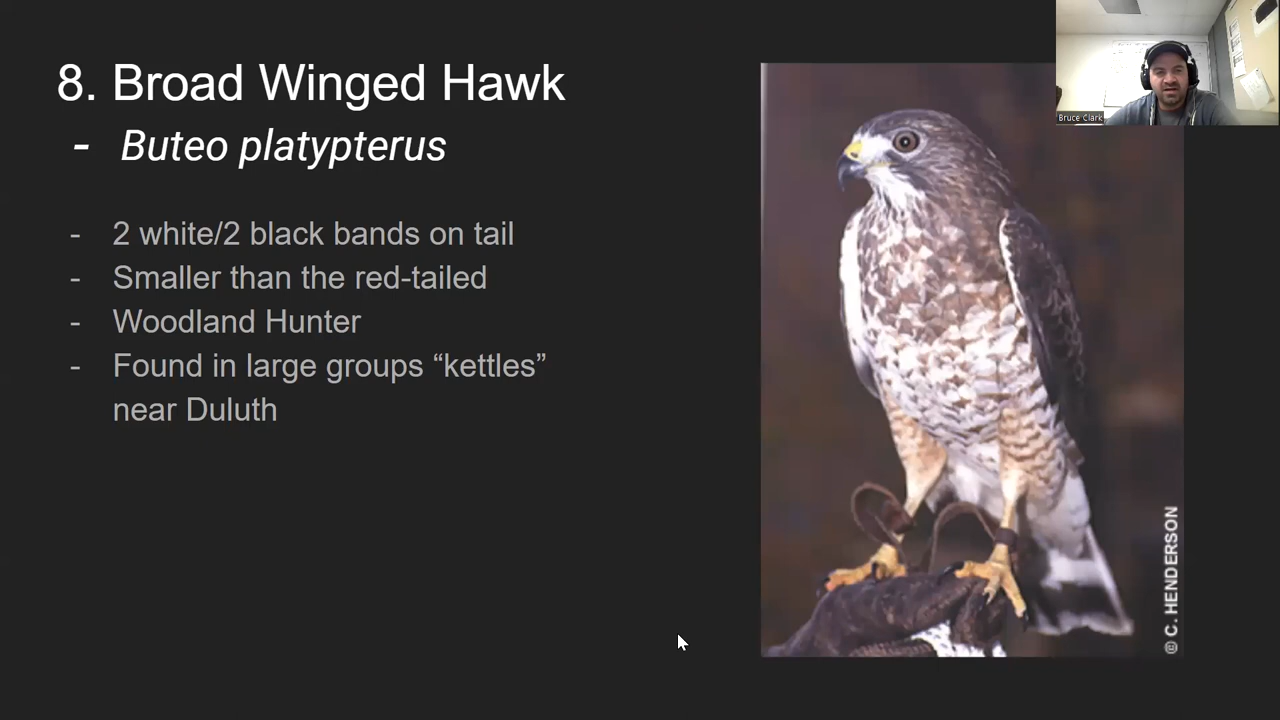 8. Broad Winged Hawk
- Buteo platypterus
- 2 white/2 black bands on tail
- Smaller than the red-tailed
- Woodland Hunter
- Found in large groups “kettles”
near Duluth
© C. HENDERSON
Bruce Clark